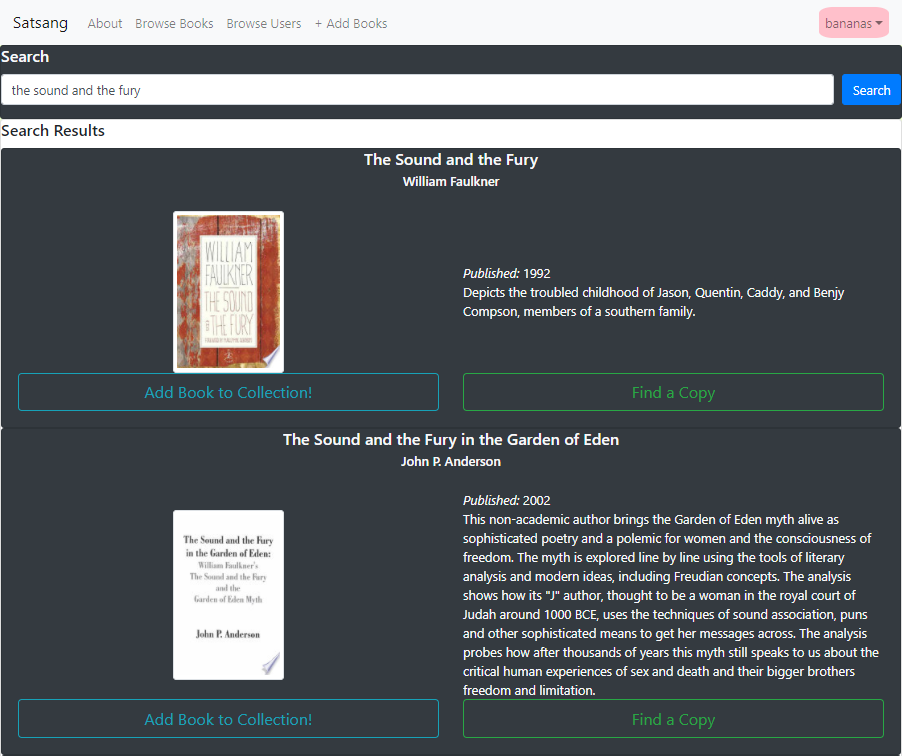 Satsang About Browse Books Browse Users + Add Books bananas
Search
the sound and the fury Search
Search Results
The Sound and the Fury
William Faulkner
WILLIAM
FAULKNER
THE SOUND
& THE FURY
Published: 1992
Depicts the troubled childhood of Jason, Quentin, Caddy, and Benjy
Compson, members of a southern family.
Add Book to Collection! Find a Copy
The Sound and the Fury in the Garden of Eden
John P. Anderson
The Sound and the Fury
in the Garden of Eden:
William Faulkner's
The Sound and the Fury
and the
Garden of Eden Myth
John P. Anderson
Published: 2002
This non-academic author brings the Garden of Eden myth alive as
sophisticated poetry and a polemic for women and the consciousness of
freedom. The myth is explored line by line using the tools of literary
analysis and modern ideas, including Freudian concepts. The analysis
shows how its "J" author, thought to be a woman in the royal court of
Judah around 1000 BCE, uses the techniques of sound association, puns
and other sophisticated means to get her messages across. The analysis
probes how after thousands of years this myth still speaks to us about the
critical human experiences of sex and death and their bigger brothers
freedom and limitation.
Add Book to Collection! Find a Copy